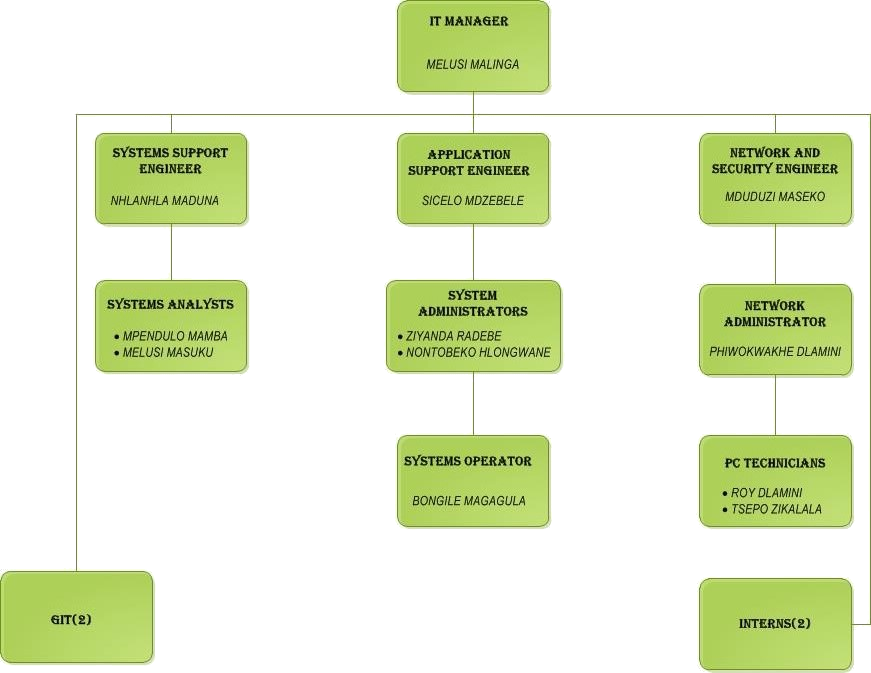 IT MANAGER
MELUSI MALINGA
SYSTEMS SUPPORT
ENGINEER
NHLANHLA MADUNA
APPLICATION
SUPPORT ENGINEER
SICELO MDZEBELE
NETWORK AND
SECURITY ENGINEER
MDUDUZI MASEKO
SYSTEMS ANALYSTS
• MPENDULO MAMBA
• MELUSI MASUKU
SYSTEM
ADMINISTRATORS
• ZIYANDA RADEBE
• NONTOBEKO HLONGWANE
NETWORK
ADMINISTRATOR
PHIWOKWAKHE DLAMINI
SYSTEMS OPERATOR
BONGILE MAGAGULA
PC TECHNICIANS
• ROY DLAMINI
• TSEPO ZIKALALA
GIT(2)
INTERNS(2)